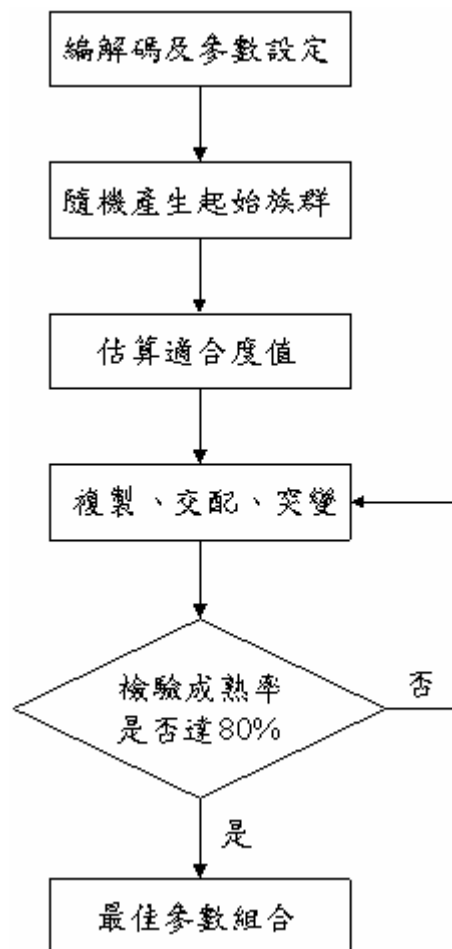 編解碼及參數設定
隨機產生起始族群
估算適合度值
複製、交配、突變
檢驗成熟率
是否達80%
否
是
最佳參數組合